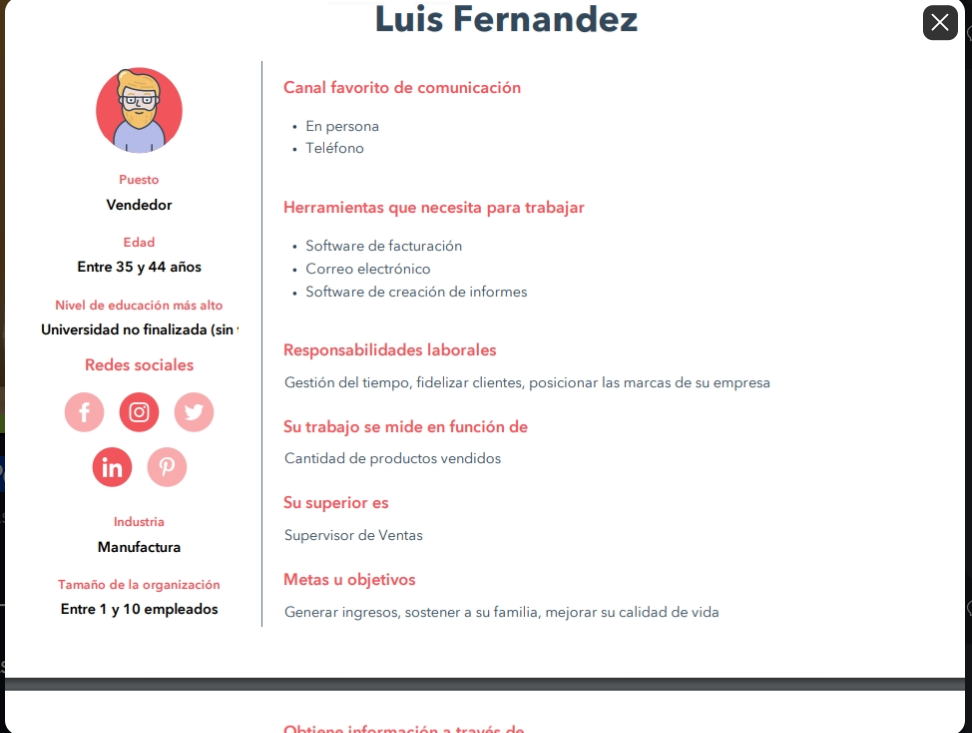 Luis Fernandez
Puesto
Vendedor
Edad
Entre 35 y 44 años
Nivel de educación más alto
Universidad no finalizada (sin
Redes sociales
Industria
Manufactura
Tamaño de la organización
Entre 1 y 10 empleados
Canal favorito de comunicación
• En persona
• Teléfono
Herramientas que necesita para trabajar
• Software de facturación
• Correo electrónico
• Software de creación de informes
Responsabilidades laborales
Gestión del tiempo, fidelizar clientes, posicionar las marcas de su empresa
Su trabajo se mide en función de
Cantidad de productos vendidos
Su superior es
Supervisor de Ventas
Metas u objetivos
Generar ingresos, sostener a su familia, mejorar su calidad de vida
Obtiene información a través de